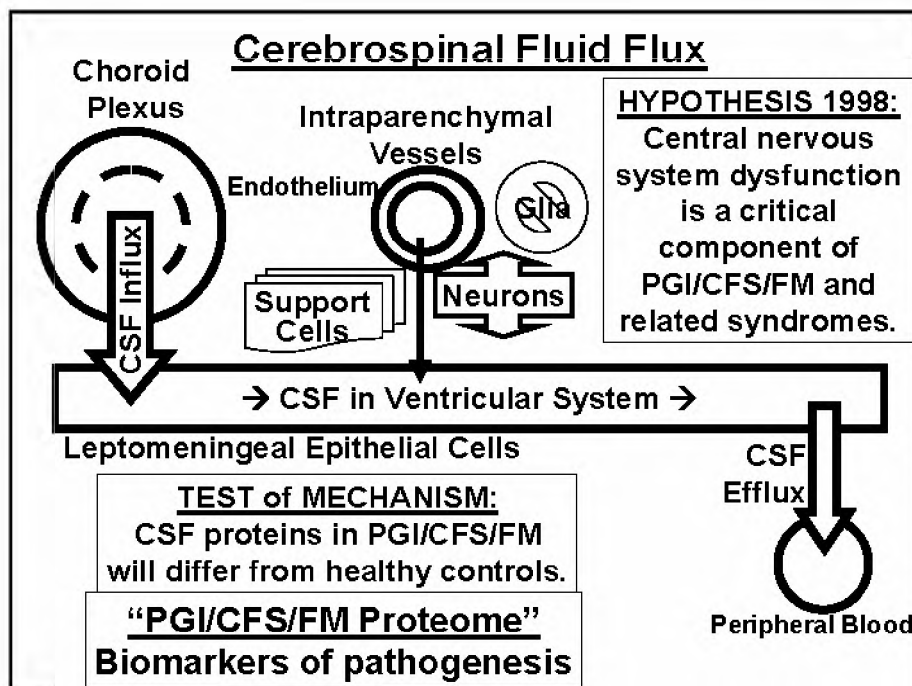 Cerebrospinal Fluid Flux
Choroid
Plexus
CSF Influx
Intraparenchymal
Vessels
Endothelium
Glia
Support
Cells
Neurons
HYPOTHESIS 1998:
Central nervous
system dysfunction
is a critical
component of
PGI/CFS/FM and
related syndromes.
→ CSF in Ventricular System →
Leptomeningeal Epithelial Cells
CSF
Efflux
Peripheral Blood
TEST of MECHANISM:
CSF proteins in PGI/CFS/FM
will differ from healthy controls.
“PGI/CFS/FM Proteome”
Biomarkers of pathogenesis